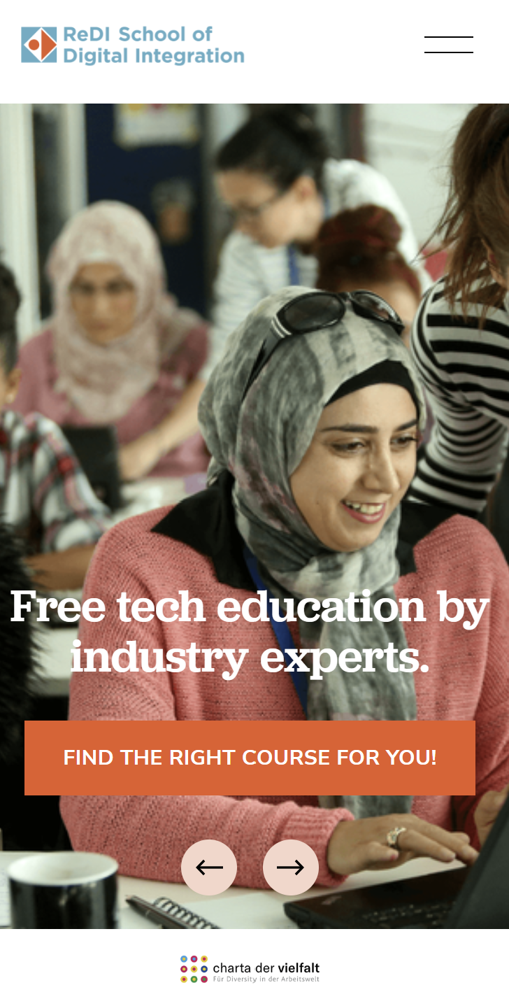 ReDI School of
Digital Integration
Free tech education by
industry experts.
FIND THE RIGHT COURSE FOR YOU!
charta der vielfalt
Für Diversity in der Arbeitswelt